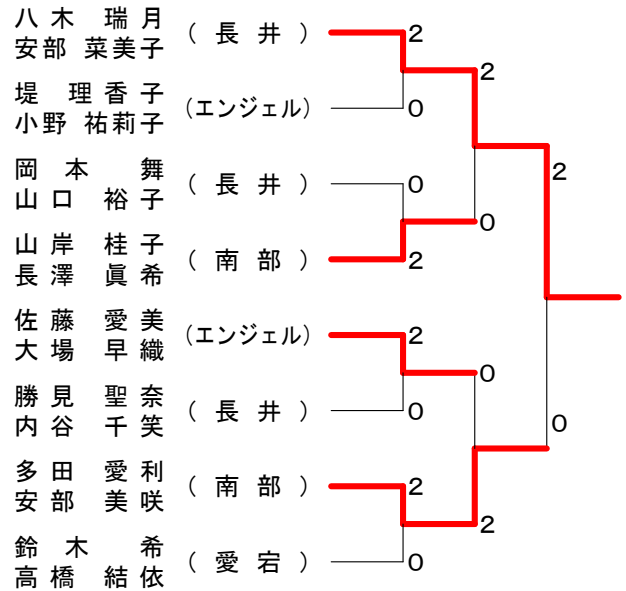 八木 瑞月
安部 菜美子
(長井)
2
堤 理香子
小野 祐莉子
(エンジェル)
0
2
岡本 舞
山口 裕子
(長井)
0
山岸 桂子
長澤 眞希
(南部)
2
0
2
佐藤 愛美
大場 早織
(エンジェル)
2
勝見 聖奈
内谷 千笑
(長井)
0
0
多田 愛利
安部 美咲
(南部)
2
鈴木 希
高橋 結依
(愛宕)
0
2
0